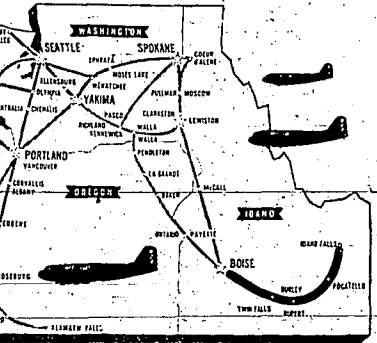 WASHINGTON
SEATTLE
SPOKANE
COEUR
D'ALENE
EPHRATA
ELLENSBURG
MOSES LAKE
WENATCHEE
OLYMPIA
YAKIMA
PULLMAN
MOSCOW
CHEHALIS
PASCO
CLARKSTON
RICHLAND
KENNEWICK
WALLA
WALLA
LEWISTON
PENDLETON
PORTLAND
VANCOUVER
LA GRANDE
CORVALLIS
ALBANY
OREGON
BAKER
McCALL
IDAHO
ONTARIO
PAYETTE
IDAHO FALLS
BOISE
BURLEY
POCATELLO
TWIN FALLS
RUPERT
KLAMATH FALLS